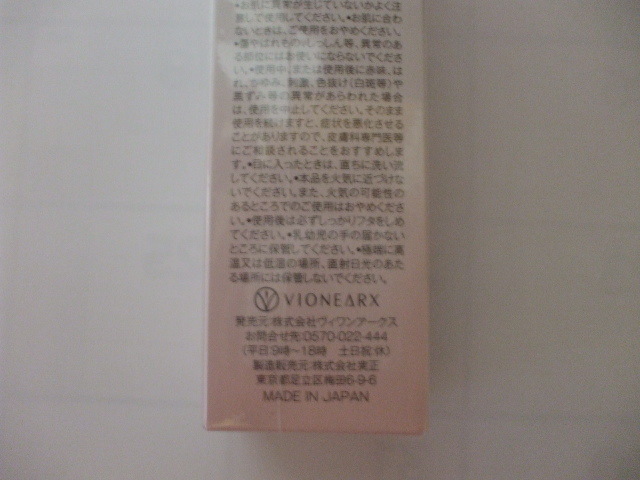 •お肌に異常が生じていないかよく注
意して使用してください。•お肌に合わ
ないときは、ご使用をおやめください。
•傷やはれもの・しっしん等、異常のあ
る部位にはお使いにならないでくださ
い。•使用中、または使用後に赤味、は
れ、かゆみ、刺激、色抜け(白斑等)や
黒ずみ等の異常があらわれた場合
は、使用を中止してください。そのまま
使用を続けますと、症状を悪化させる
ことがありますので、皮膚科専門医等
にご相談されることをおすすめしま
す。•目に入ったときは、直ちに洗い流
してください。•本品を火気に近づけな
いでください。また、火気の可能性の
あるところでのご使用はおやめくださ
い。•使用後は必ずしっかりフタをしめ
てください。•乳幼児の手の届かない
ところに保管してください。•極端に高
温又は低温の場所、直射日光のあた
る場所には保管しないでください。
VIONEARX
発売元:株式会社ヴィワンアークス
お問合せ先:0570-022-444
(平日9時〜18時 土日祝休)
製造販売元:株式会社実正
東京都足立区梅田6-9-6
MADE IN JAPAN